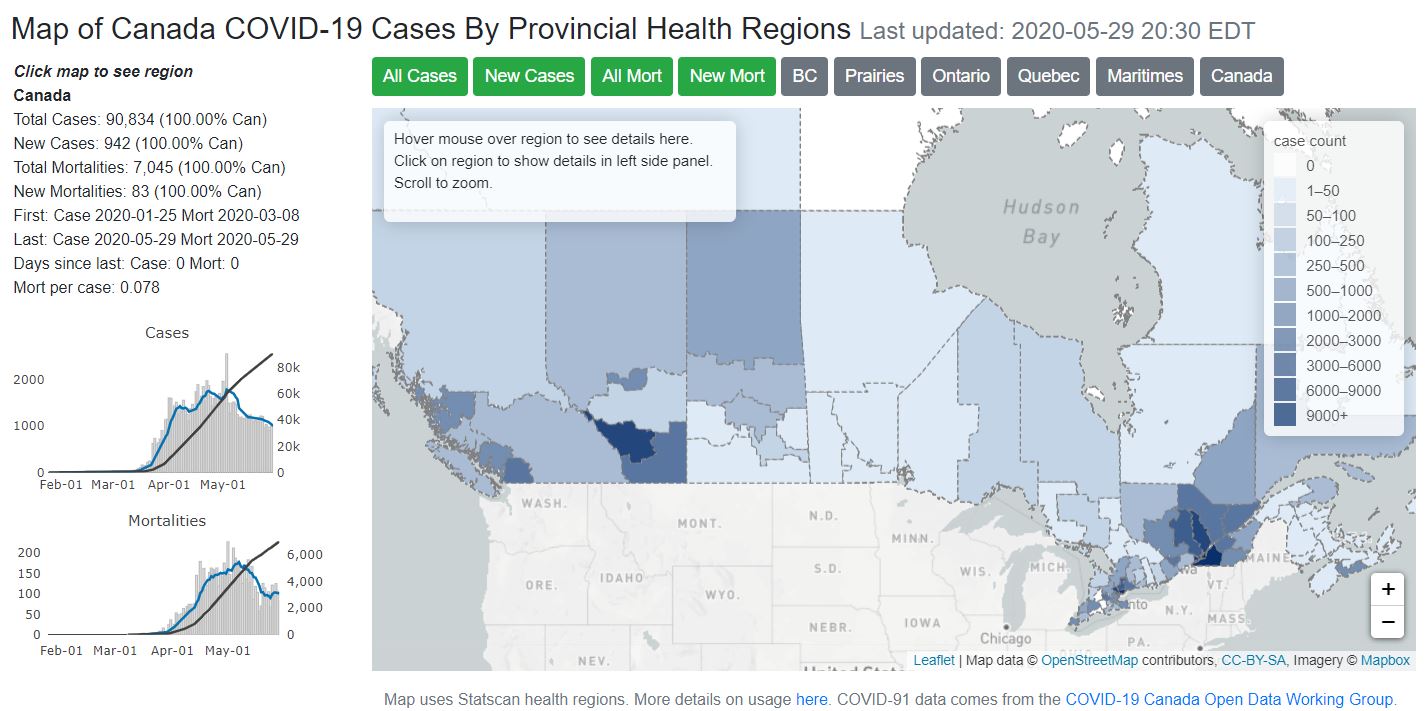 Map of Canada COVID-19 Cases By Provincial Health Regions Last updated: 2020-05-29 20:30 EDT
Click map to see region
Canada
Total Cases: 90,834 (100.00% Can)
New Cases: 942 (100.00% Can)
Total Mortalities: 7,045 (100.00% Can)
New Mortalities: 83 (100.00% Can)
First: Case 2020-01-25 Mort 2020-03-08
Last: Case 2020-05-29 Mort 2020-05-29
Days since last: Case: 0 Mort: 0
Mort per case: 0.078
Cases
2000
1000
0
80k
60k
40k
20k
0
Feb-01 Mar-01 Apr-01 May-01
Mortalities
200
150
100
50
0
6,000
4,000
2,000
0
Feb-01 Mar-01 Apr-01 May-01
All Cases New Cases All Mort New Mort BC Prairies Ontario Quebec Maritimes Canada
Hover mouse over region to see details here.
Click on region to show details in left side panel.
Scroll to zoom.
Hudson
Bay
case count
0
1–50
50–100
100–250
250–500
500–1000
1000–2000
2000–3000
3000–6000
6000–9000
9000+
WASH.
MONT.
N.D.
MINN.
MAINE
ORE.
IDAHO
S.D.
WIS.
MICH.
VT.
WYO.
nto
N.Y.
MASS.
NEBR.
IOWA
Chicago
PA.
NEV.
+
−
Leaflet | Map data © OpenStreetMap contributors, CC-BY-SA, Imagery © Mapbox
Map uses Statscan health regions. More details on usage here. COVID-91 data comes from the COVID-19 Canada Open Data Working Group.